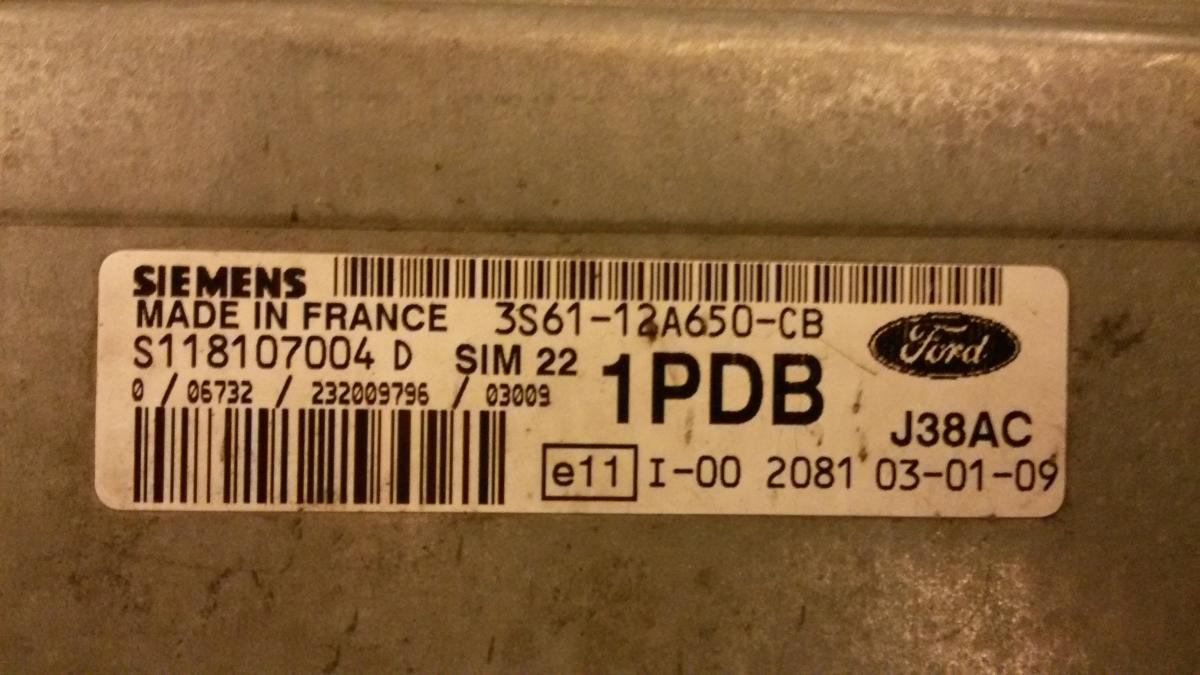 SIEMENS
MADE IN FRANCE 3S61-12A650-CB
Ford
S118107004 D SIM 22 1PDB
0 / 06732 / 232009796 / 03009
J38AC
e11 I-00 2081 03-01-09